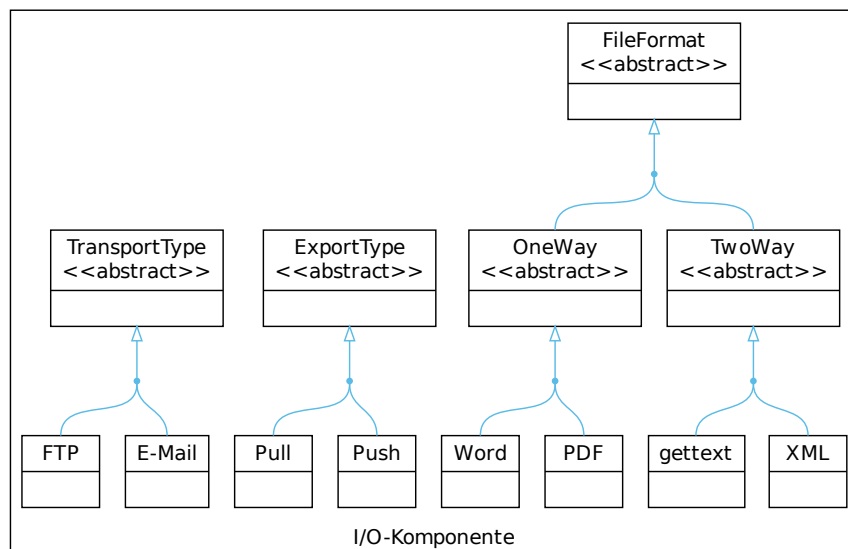 FileFormat
<<abstract>>
TransportType
<<abstract>>
ExportType
<<abstract>>
OneWay
<<abstract>>
TwoWay
<<abstract>>
FTP
E-Mail
Pull
Push
Word
PDF
gettext
XML
I/O-Komponente